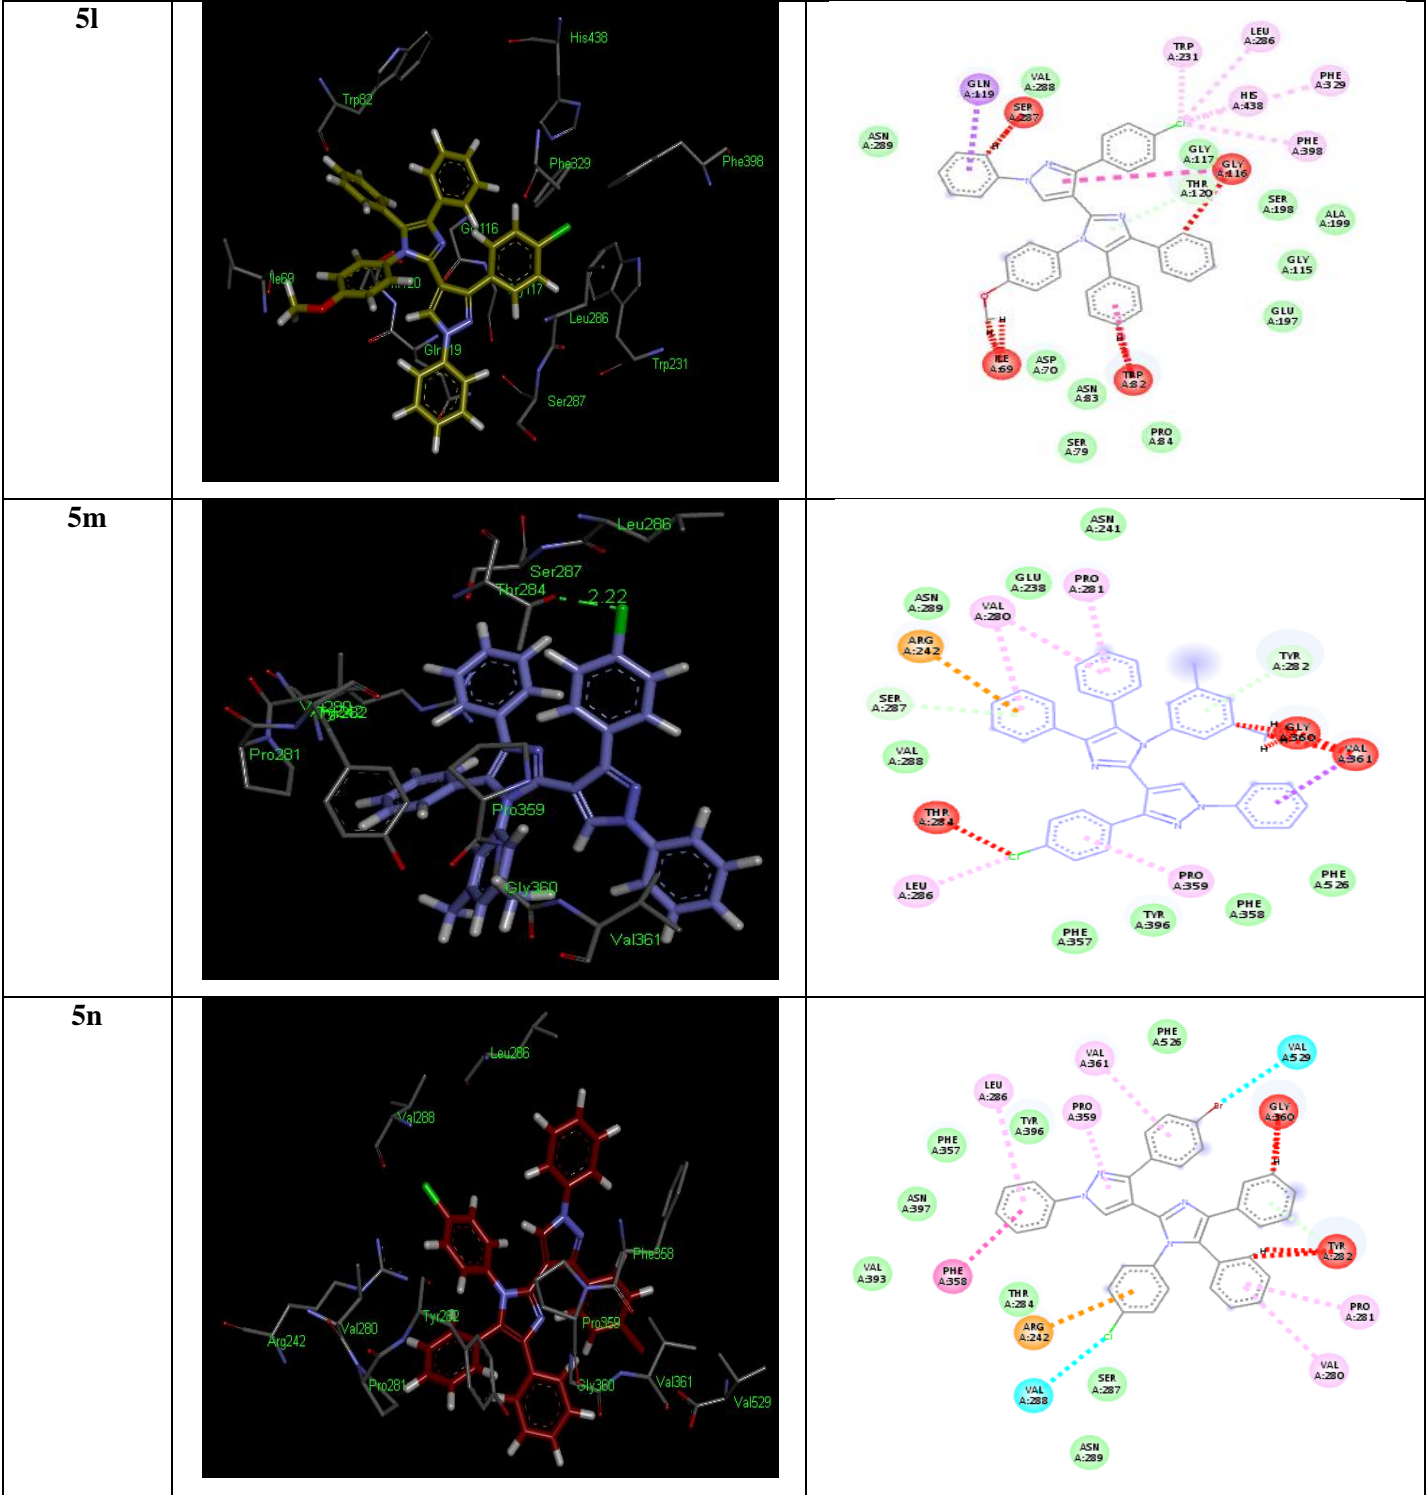 5l
His438
Trp82
Phe329
Phe398
Ile69
Leu286
Trp231
Ser287
LEU
A:286
TRP
A:231
PHE
A:329
GLN
A:119
VAL
A:288
SER
A:287
HIS
A:438
ASN
A:289
Cl
PHE
A:398
GLY
A:117
GLY
A:116
THR
A:120
SER
A:198
ALA
A:199
N
N
N
N
H
GLY
A:115
GLU
A:197
O
H
H
H
ILE
A:69
ASP
A:70
TRP
A:82
ASN
A:83
SER
A:79
PRO
A:84
5m
Leu286
Ser287
Thr284
2.22
Pro281
Pro359
Gly360
Val361
ASN
A:241
GLU
A:238
PRO
A:281
ASN
A:289
VAL
A:280
ARG
A:242
TYR
A:282
SER
A:287
H
H
GLY
A:360
VAL
A:361
VAL
A:288
N
N
N
N
THR
A:284
Cl
LEU
A:286
PRO
A:359
PHE
A:526
PHE
A:358
TYR
A:396
PHE
A:357
5n
Leu286
Val288
Phe358
Tyr282
Pro359
Arg242
Val280
Pro281
Gly360
Val361
Val529
PHE
A:526
VAL
A:529
VAL
A:361
LEU
A:286
PRO
A:359
Br
GLY
A:360
TYR
A:396
PHE
A:357
H
N
N
N
N
ASN
A:397
H
TYR
A:282
VAL
A:393
PHE
A:358
THR
A:284
ARG
A:242
Cl
PRO
A:281
VAL
A:280
VAL
A:288
SER
A:287
ASN
A:289